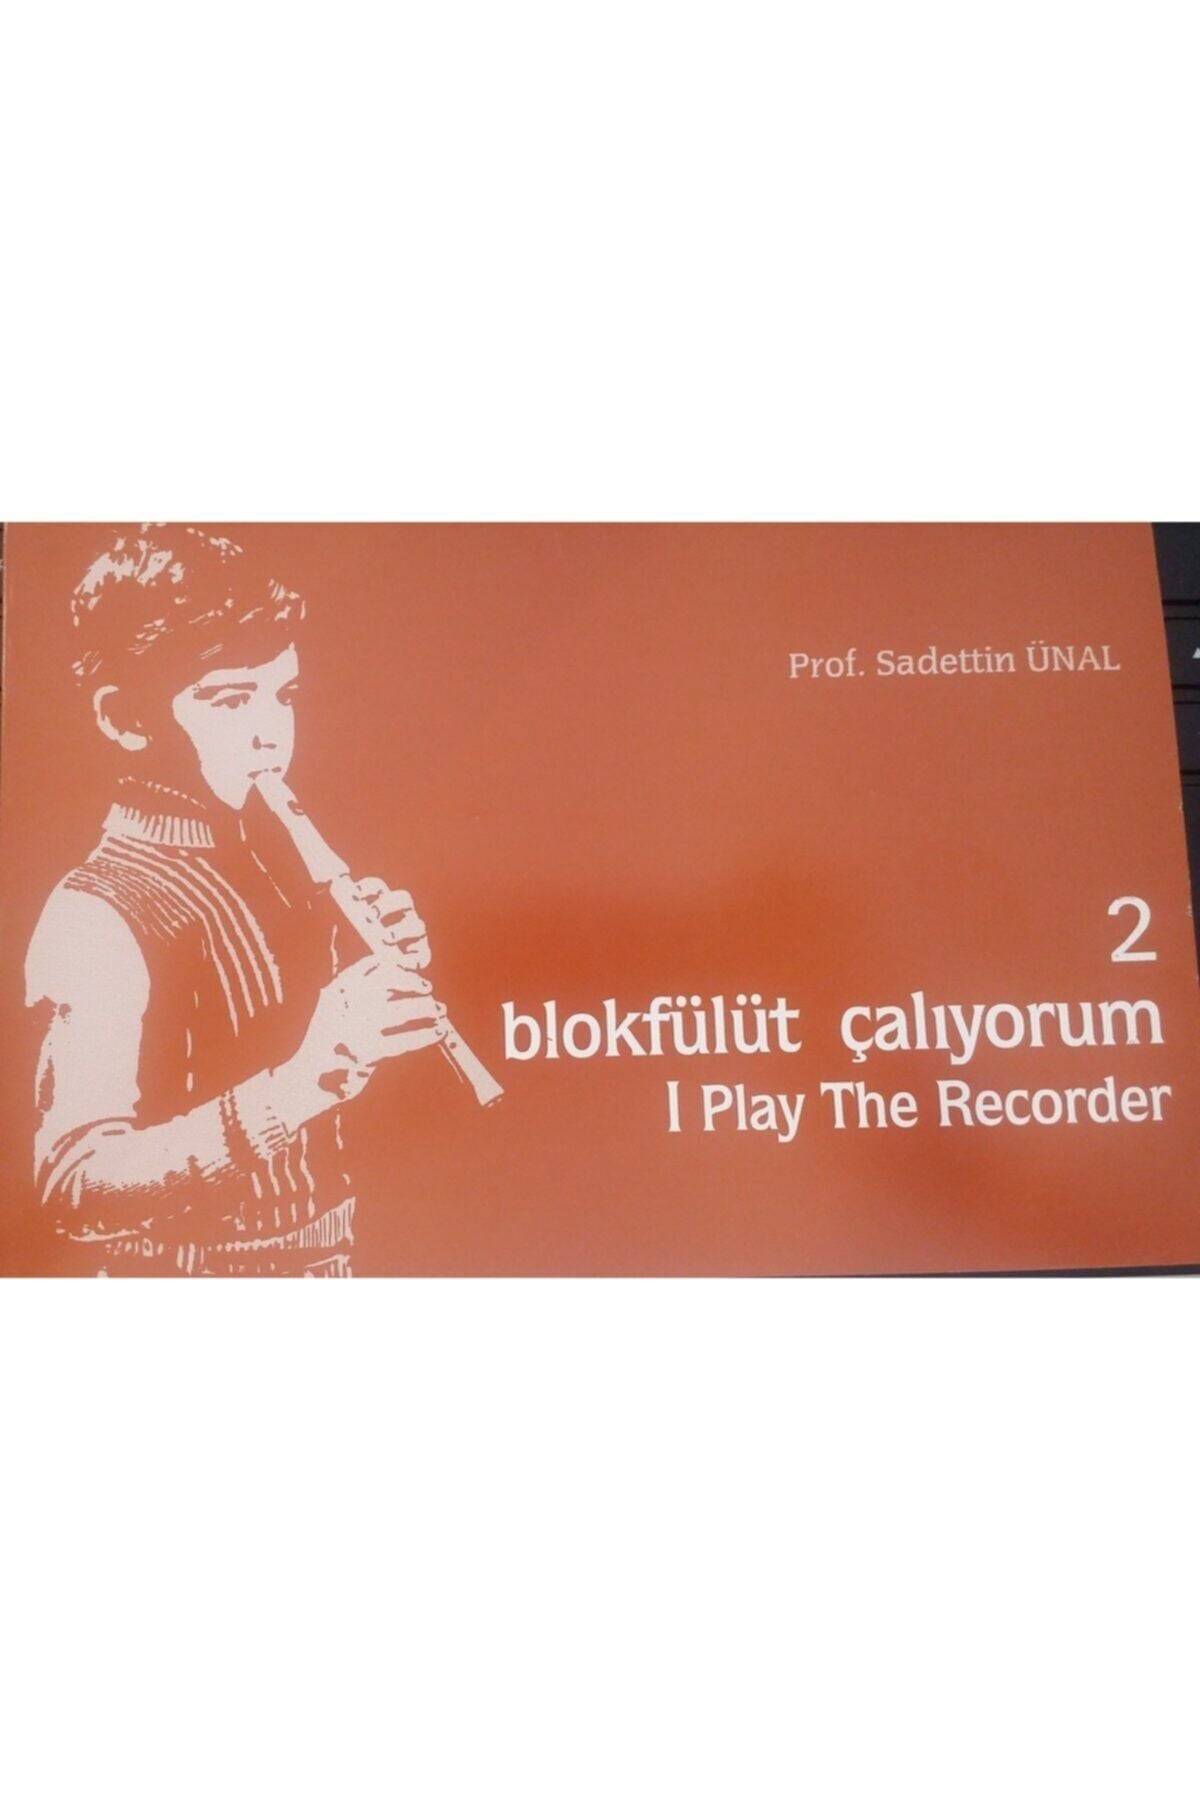 Prof. Sadettin ÜNAL
2
blokfülüt çalıyorum
I Play The Recorder